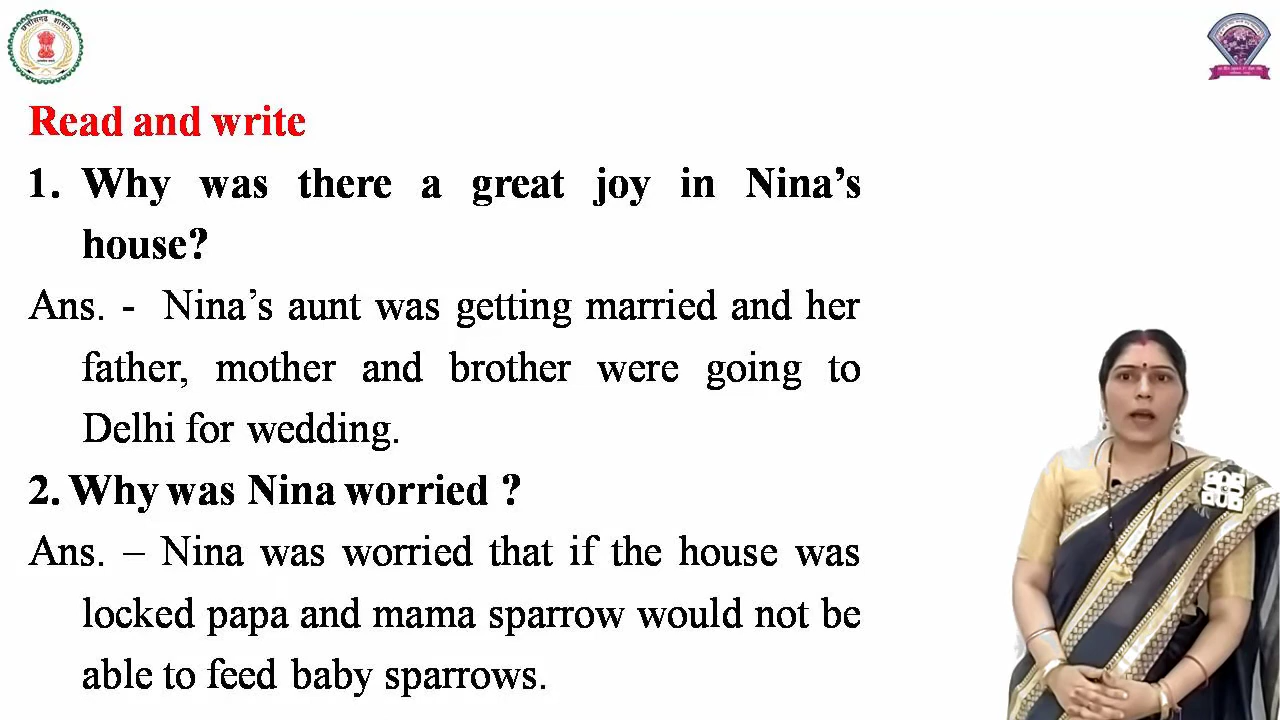 छत्तीसगढ़ शासन
Read and write
1. Why was there a great joy in Nina’s
house?
Ans. - Nina’s aunt was getting married and her
father, mother and brother were going to
Delhi for wedding.
2. Why was Nina worried ?
Ans. – Nina was worried that if the house was
locked papa and mama sparrow would not be
able to feed baby sparrows.